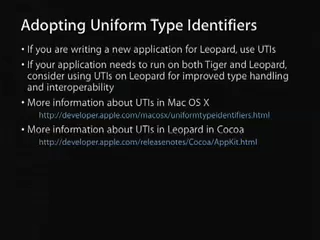 Adopting Uniform Type Identifiers
• If you are writing a new application for Leopard, use UTIs
• If your application needs to run on both Tiger and Leopard,
consider using UTIs on Leopard for improved type handling
and interoperability
• More information about UTIs in Mac OS X
http://developer.apple.com/macosx/uniformtypeidentifiers.html
• More information about UTIs in Leopard in Cocoa
http://developer.apple.com/releasenotes/Cocoa/AppKit.html